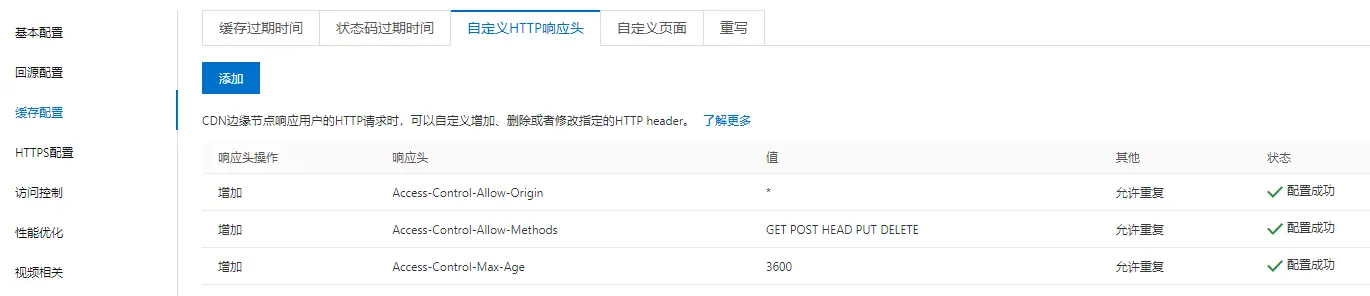 基本配置
回源配置
缓存配置
HTTPS配置
访问控制
性能优化
视频相关
缓存过期时间 状态码过期时间 自定义HTTP响应头 自定义页面 重写
添加
CDN边缘节点响应用户的HTTP请求时，可以自定义增加、删除或者修改指定的HTTP header。 了解更多
响应头操作 响应头 值 其他 状态
增加 Access-Control-Allow-Origin * 允许重复 配置成功
增加 Access-Control-Allow-Methods GET POST HEAD PUT DELETE 允许重复 配置成功
增加 Access-Control-Max-Age 3600 允许重复 配置成功